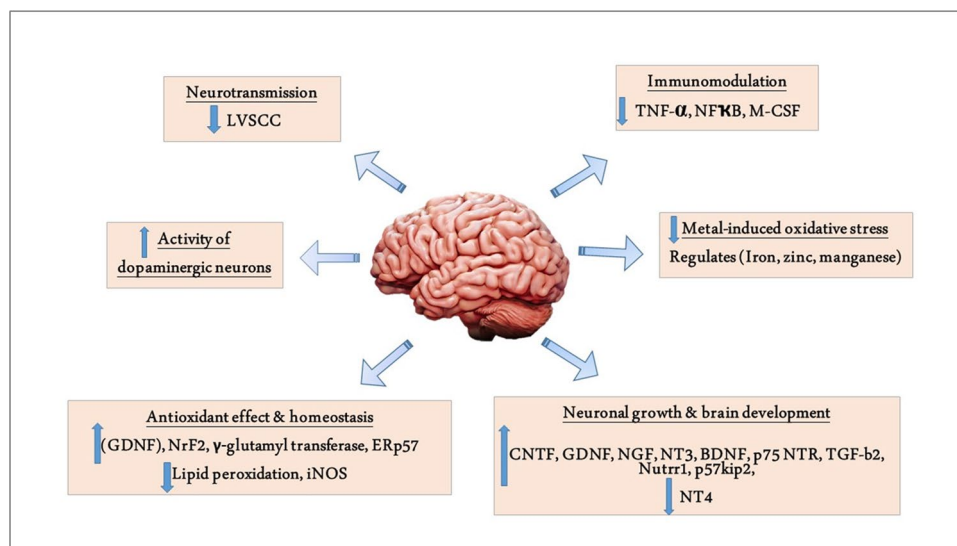 Neurotransmission
LVSCC
Immunomodulation
TNF-α, NFκB, M-CSF
Activity of
dopaminergic neurons
Metal-induced oxidative stress
Regulates (Iron, zinc, manganese)
Antioxidant effect & homeostasis
(GDNF), NrF2, γ-glutamyl transferase, ERp57
Lipid peroxidation, iNOS
Neuronal growth & brain development
CNTF, GDNF, NGF, NT3, BDNF, p75 NTR, TGF-b2,
Nutrr1, p57kip2,
NT4